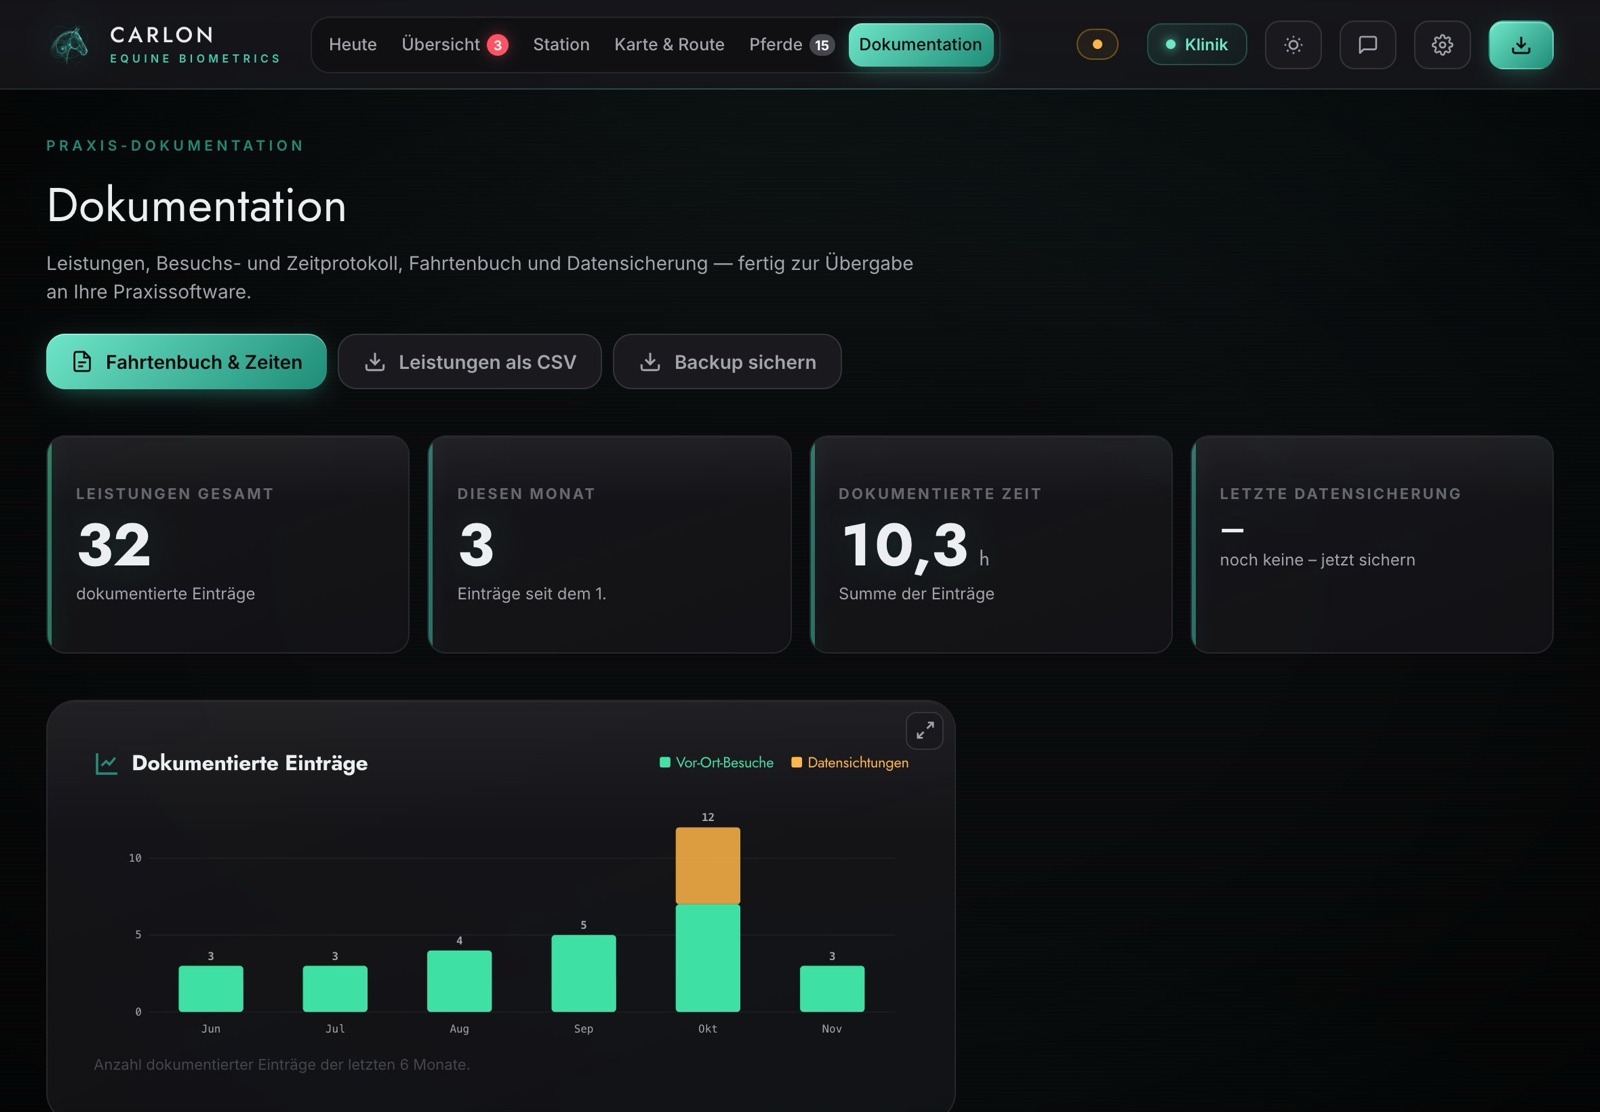 CARLON
EQUINE BIOMETRICS
Heute
Übersicht 3
Station
Karte & Route
Pferde 15
Dokumentation
Klinik
PRAXIS-DOKUMENTATION
Dokumentation
Leistungen, Besuchs- und Zeitprotokoll, Fahrtenbuch und Datensicherung — fertig zur Übergabe
an Ihre Praxissoftware.
Fahrtenbuch & Zeiten
Leistungen als CSV
Backup sichern
LEISTUNGEN GESAMT
32
dokumentierte Einträge
DIESEN MONAT
3
Einträge seit dem 1.
DOKUMENTIERTE ZEIT
10,3 h
Summe der Einträge
LETZTE DATENSICHERUNG
–
noch keine – jetzt sichern
Dokumentierte Einträge
Vor-Ort-Besuche
Datensichtungen
12
10
5
5
4
3
3
3
0
Jun
Jul
Aug
Sep
Okt
Nov
Anzahl dokumentierter Einträge der letzten 6 Monate.